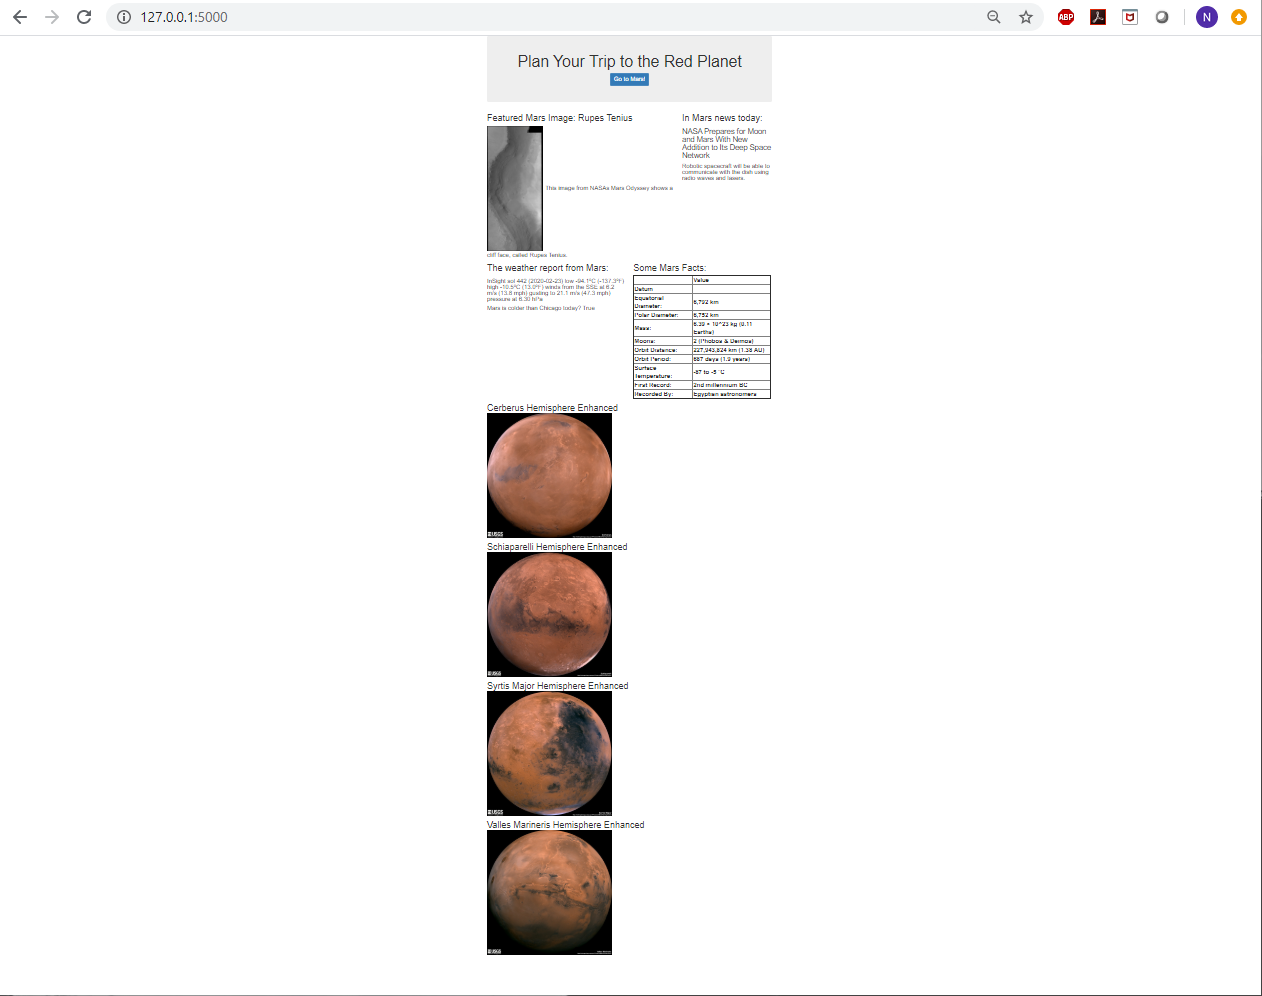 127.0.0.1:5000
ABP
N
Plan Your Trip to the Red Planet
Go to Mars!
Featured Mars Image: Rupes Tenius
This image from NASAs Mars Odyssey shows a
cliff face, called Rupes Tenius.
In Mars news today:
NASA Prepares for Moon
and Mars With New
Addition to Its Deep Space
Network
Robotic spacecraft will be able to
communicate with the dish using
radio waves and lasers.
The weather report from Mars:
InSight sol 442 (2020-02-23) low -94.1ºC (-137.3ºF)
high -10.5ºC (13.0ºF) winds from the SSE at 6.2
m/s (13.8 mph) gusting to 21.1 m/s (47.3 mph)
pressure at 6.30 hPa
Mars is colder than Chicago today? True
Some Mars Facts:
Value
Datum
Equatorial
Diameter:
6,792 km
Polar Diameter: 6,752 km
Mass:
6.39 × 10^23 kg (0.11
Earths)
Moons: 2 (Phobos & Deimos)
Orbit Distance: 227,943,824 km (1.38 AU)
Orbit Period: 687 days (1.9 years)
Surface
Temperature:
-87 to -5 °C
First Record: 2nd millennium BC
Recorded By: Egyptian astronomers
Cerberus Hemisphere Enhanced
USGS
Schiaparelli Hemisphere Enhanced
USGS
Syrtis Major Hemisphere Enhanced
USGS
Valles Marineris Hemisphere Enhanced
USGS